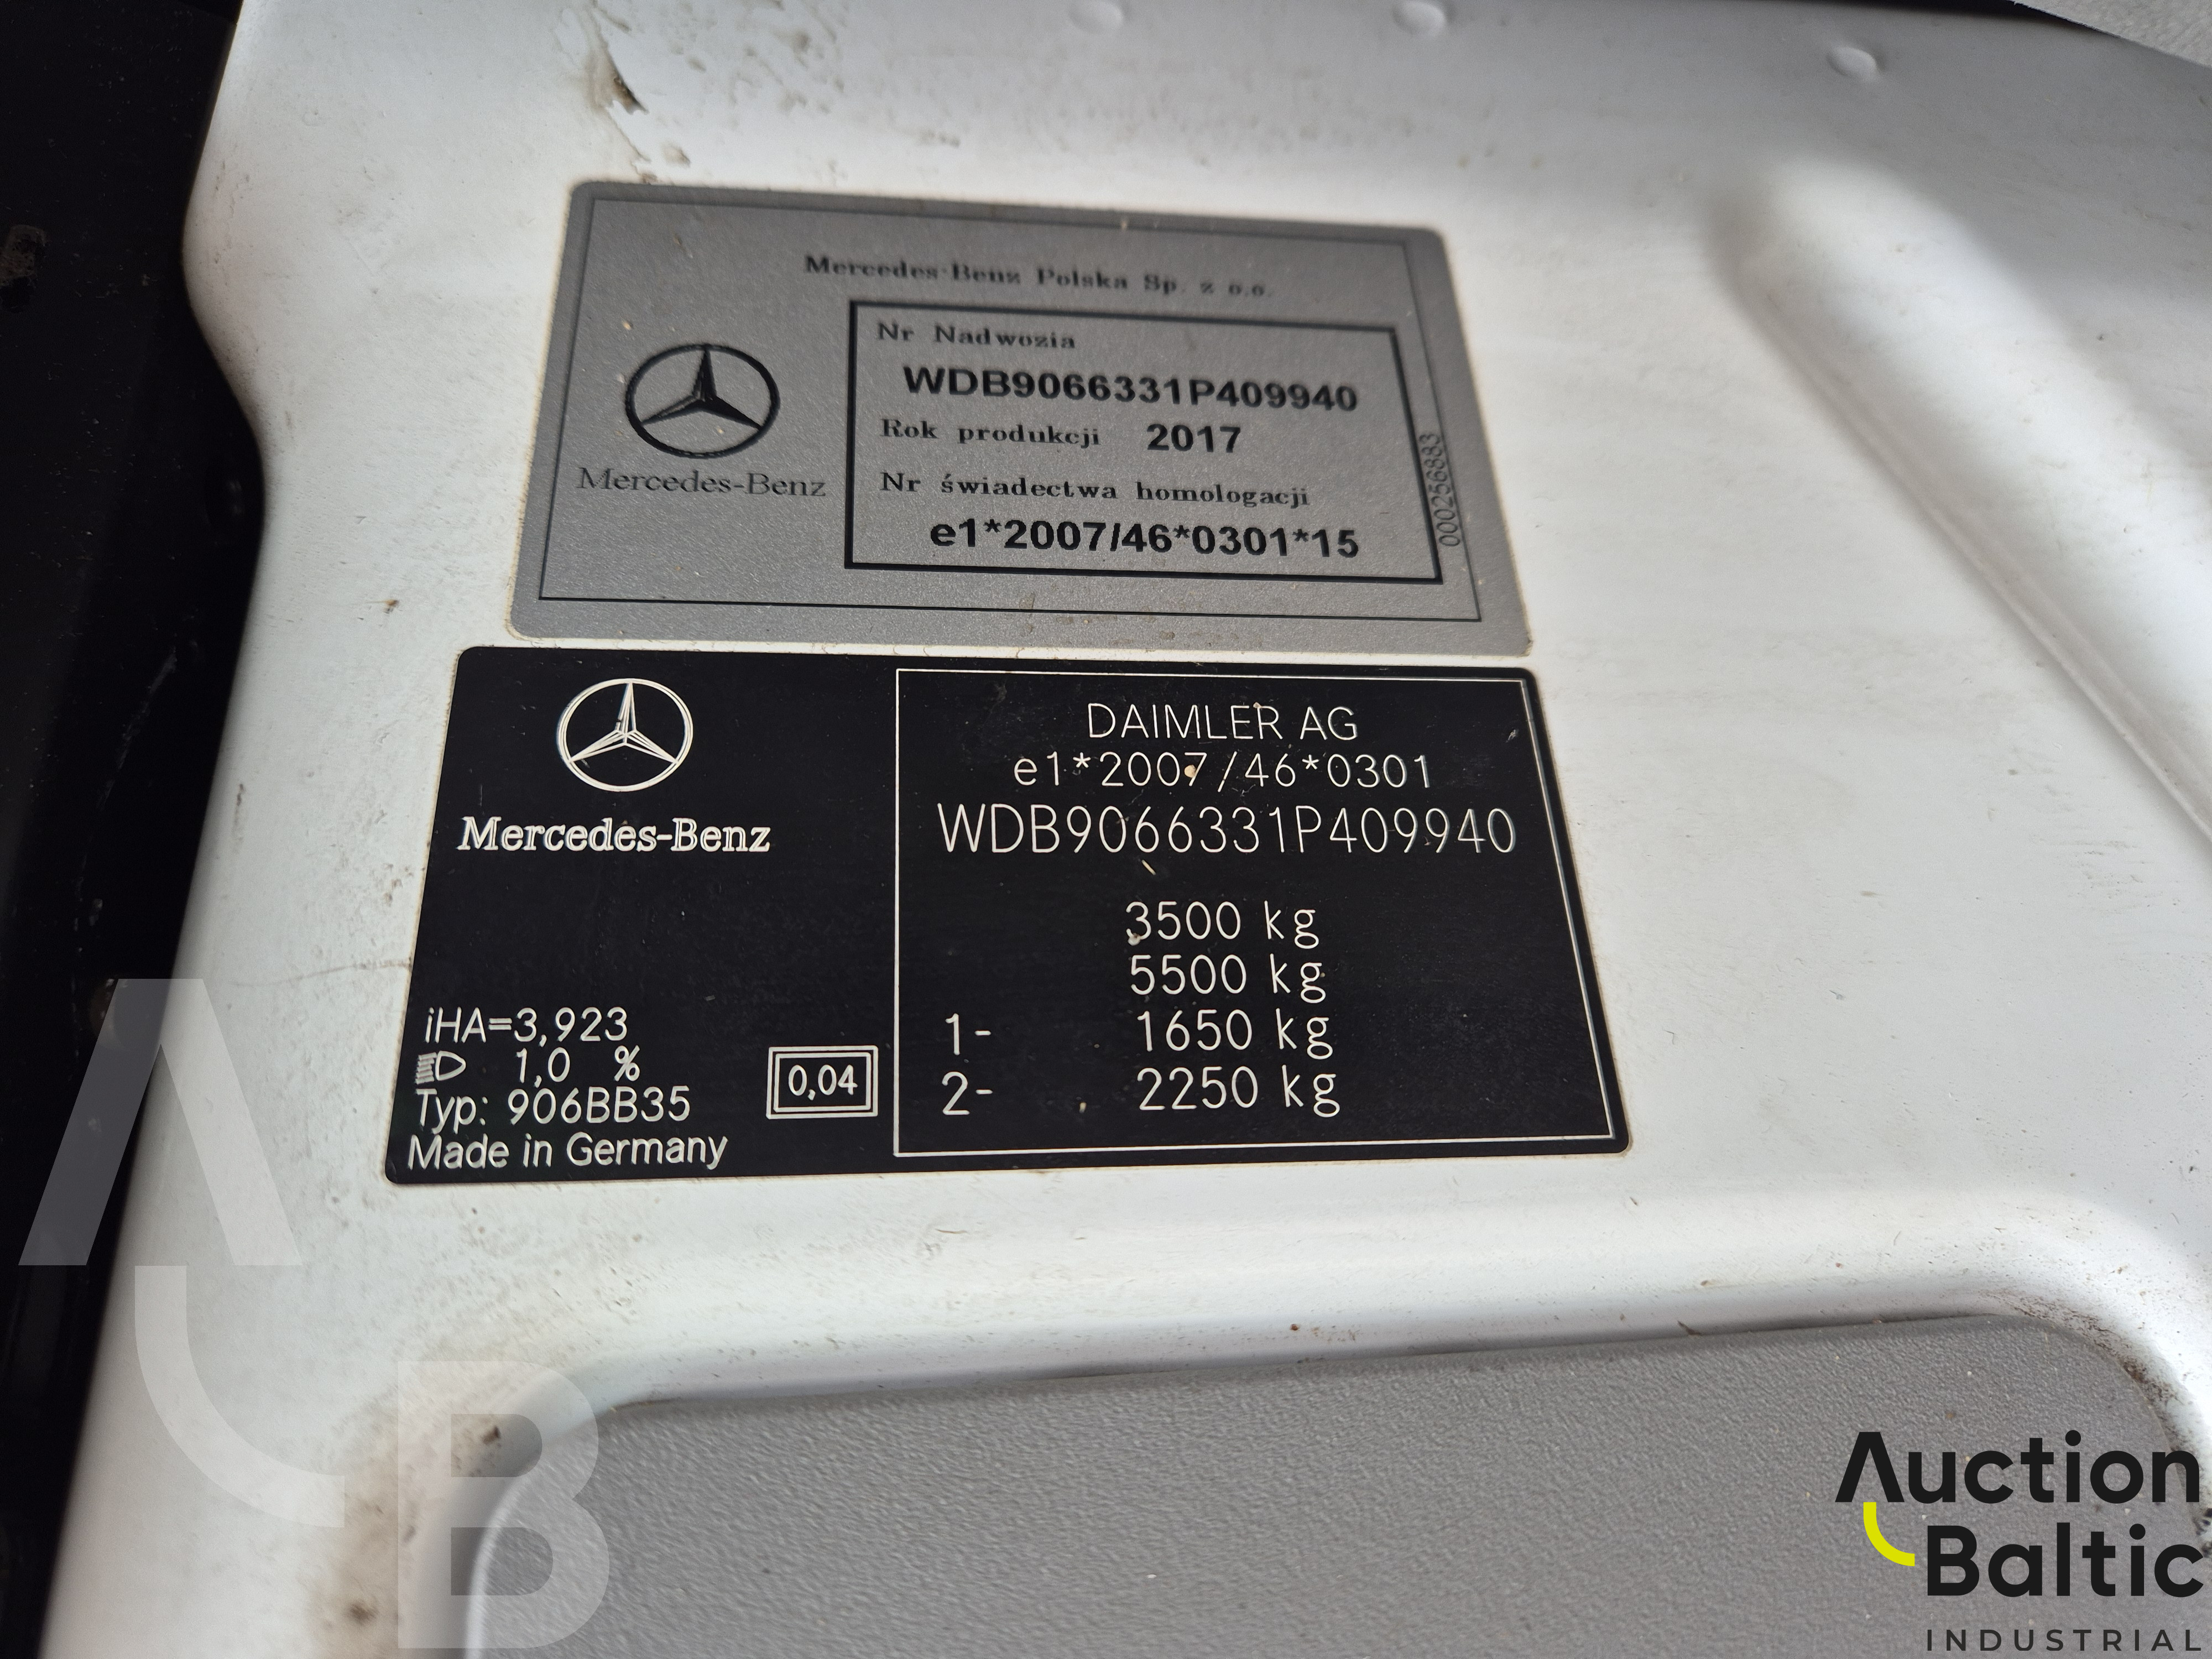 Mercedes-Benz Polska Sp. z o.o.
Mercedes-Benz
Nr Nadwozia
WDB9066331P409940
Rok produkcji 2017
Nr świadectwa homologacji
e1*2007/46*0301*15
000256883
Mercedes-Benz
iHA=3,923
1,0 %
Typ: 906BB35
Made in Germany
0,04
DAIMLER AG
e1*2007/46*0301
WDB9066331P409940
3500 kg
5500 kg
1- 1650 kg
2- 2250 kg
AB
Auction
Baltic
INDUSTRIAL